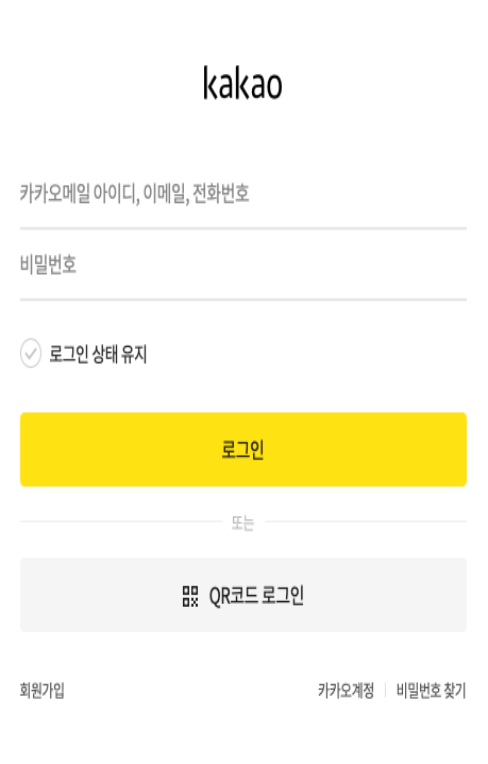 kakao
카카오메일 아이디, 이메일, 전화번호
비밀번호
로그인 상태 유지
로그인
또는
QR코드 로그인
회원가입
카카오계정 | 비밀번호 찾기